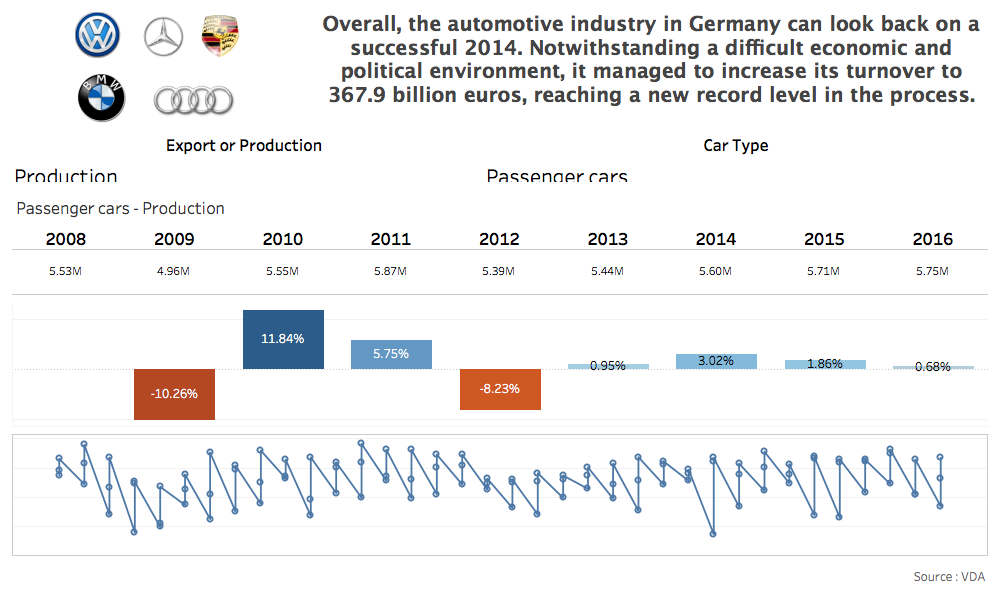 Overall, the automotive industry in Germany can look back on a
successful 2014. Notwithstanding a difficult economic and
political environment, it managed to increase its turnover to
367.9 billion euros, reaching a new record level in the process.
BMW
Export or Production
Car Type
Production
Passenger cars
Passenger cars - Production
2008 2009 2010 2011 2012 2013 2014 2015 2016
5.53M 4.96M 5.55M 5.87M 5.39M 5.44M 5.60M 5.71M 5.75M
-10.26% 11.84% 5.75% -8.23% 0.95% 3.02% 1.86% 0.68%
Source : VDA